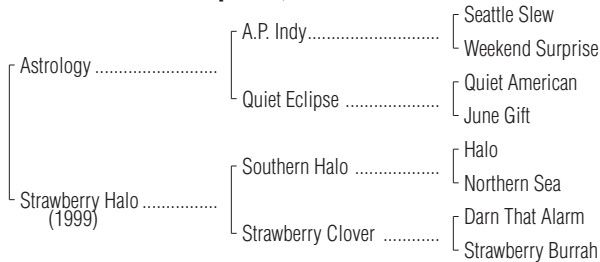 Seattle Slew
A.P. Indy........................
Weekend Surprise
Astrology ........................
Quiet American
Quiet Eclipse ..................
June Gift
Halo
Southern Halo ................
Northern Sea
Strawberry Halo ...............
(1999)
Darn That Alarm
Strawberry Clover ...........
Strawberry Burrah